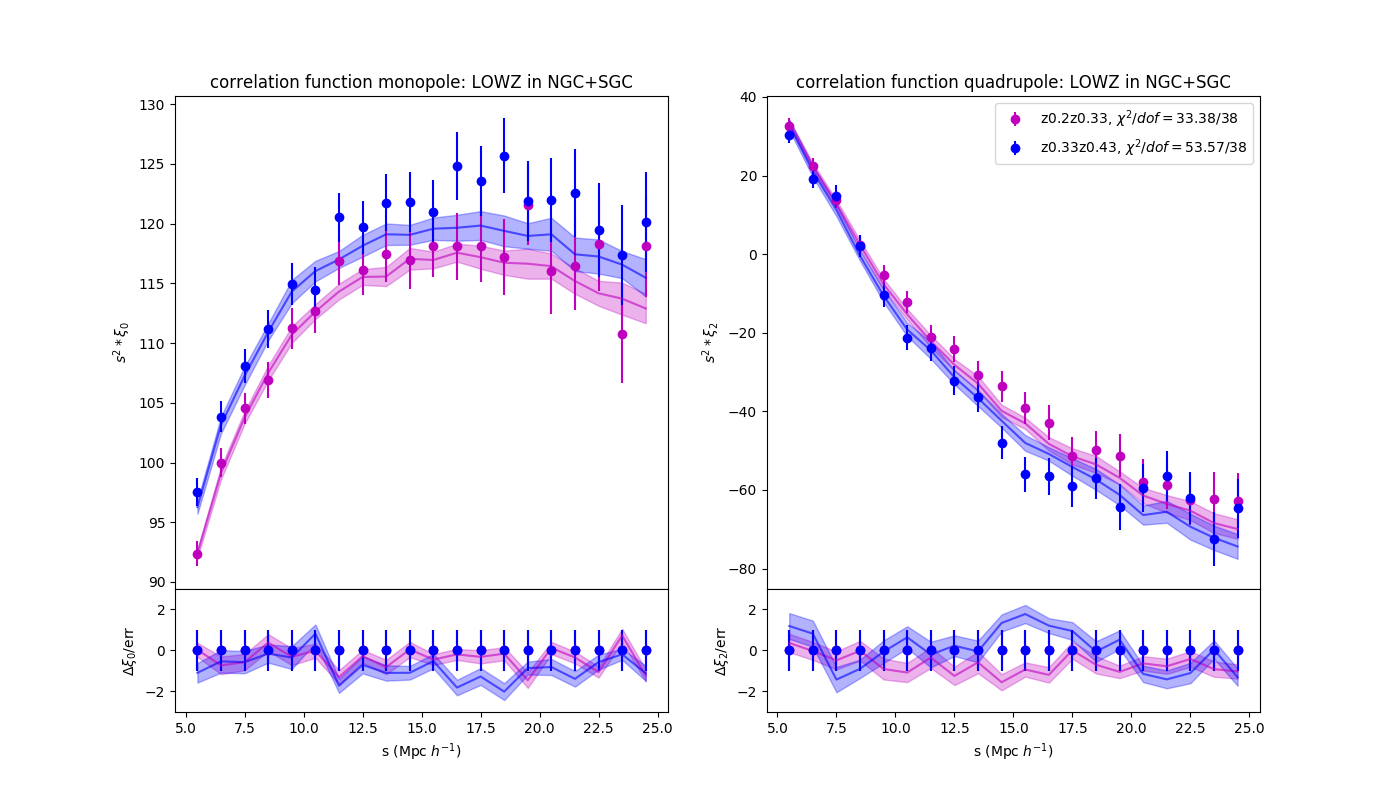 correlation function monopole: LOWZ in NGC+SGC
130
125
120
115
110
105
100
95
90
s² * ξ₀
2
0
−2
Δξ₀/err
5.0 7.5 10.0 12.5 15.0 17.5 20.0 22.5 25.0
s (Mpc h⁻¹)
correlation function quadrupole: LOWZ in NGC+SGC
z0.2z0.33, χ²/dof = 33.38/38
z0.33z0.43, χ²/dof = 53.57/38
40
20
0
−20
−40
−60
−80
s² * ξ₂
2
0
−2
Δξ₂/err
5.0 7.5 10.0 12.5 15.0 17.5 20.0 22.5 25.0
s (Mpc h⁻¹)